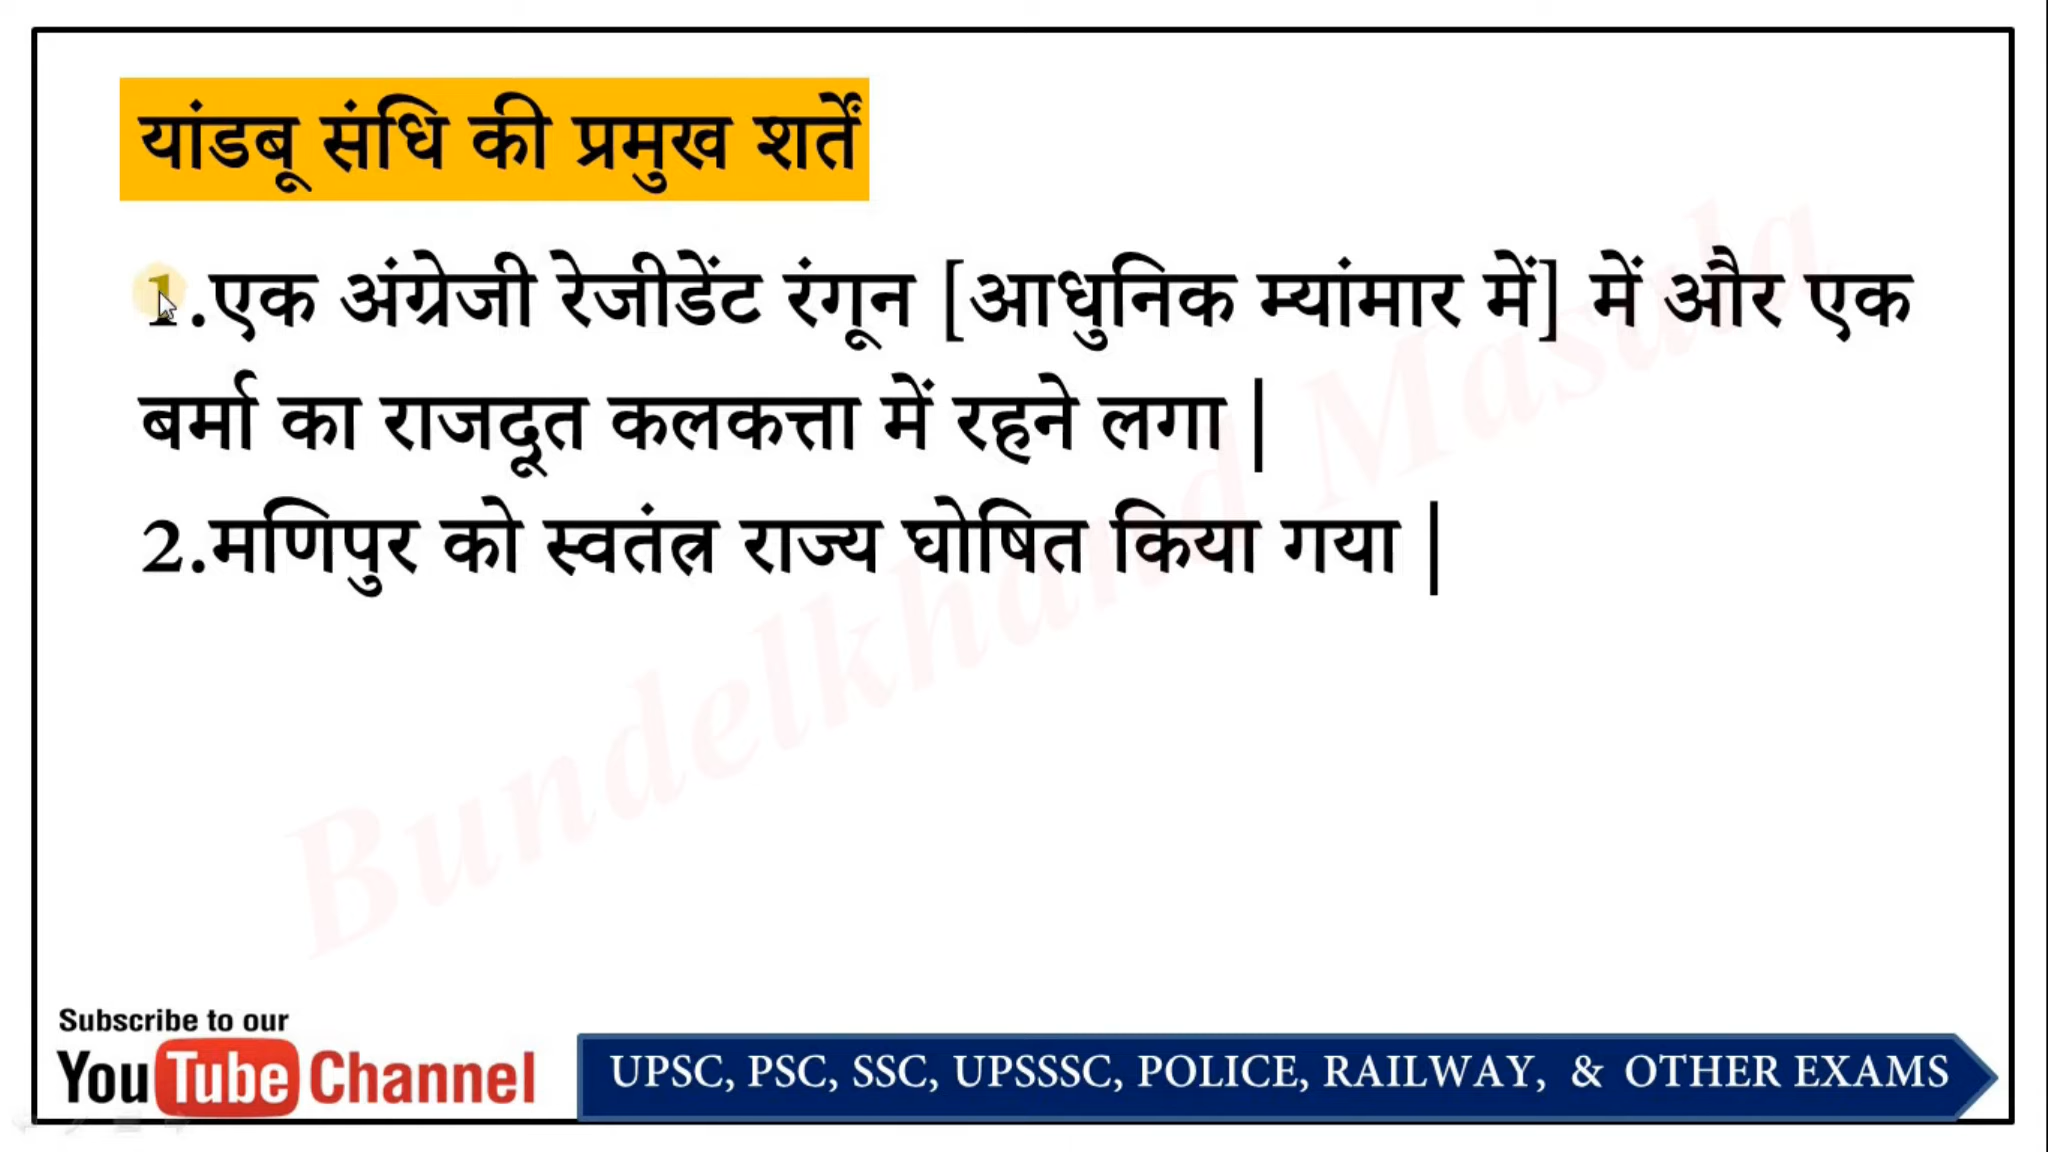 यांडबू संधि की प्रमुख शर्तें
1.एक अंग्रेजी रेजीडेंट रंगून [आधुनिक म्यांमार में] में और एक
बर्मा का राजदूत कलकत्ता में रहने लगा |
2.मणिपुर को स्वतंत्र राज्य घोषित किया गया |
Bundelkhand Masala
Subscribe to our
YouTube Channel
UPSC, PSC, SSC, UPSSSC, POLICE, RAILWAY, & OTHER EXAMS